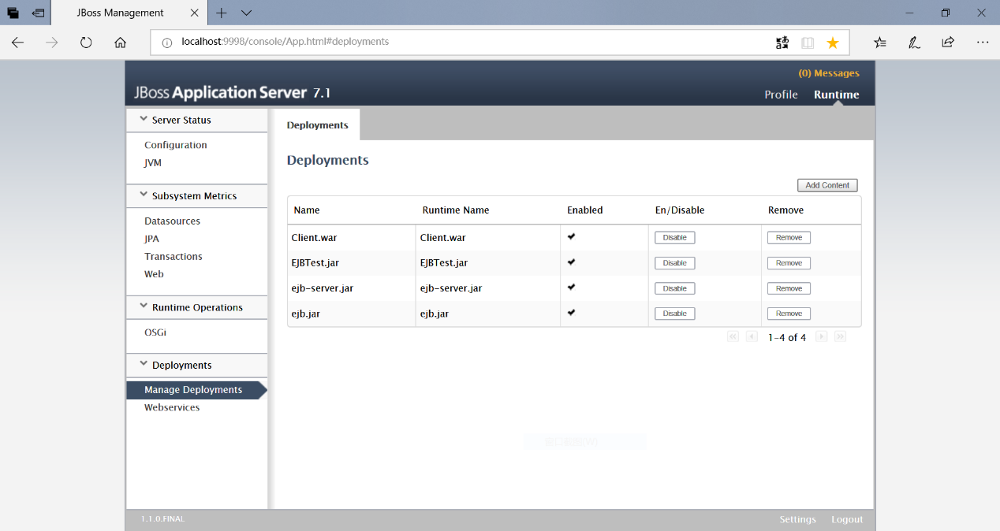 JBoss Management
localhost:9998/console/App.html#deployments
(0) Messages
JBoss Application Server 7.1
Profile Runtime
Server Status
Configuration
JVM
Subsystem Metrics
Datasources
JPA
Transactions
Web
Runtime Operations
OSGi
Deployments
Manage Deployments
Webservices
Deployments
Deployments
Add Content
Name Runtime Name Enabled En/Disable Remove
Client.war Client.war Disable Remove
EJBTest.jar EJBTest.jar Disable Remove
ejb-server.jar ejb-server.jar Disable Remove
ejb.jar ejb.jar Disable Remove
1-4 of 4
1.1.0.FINAL
Settings Logout